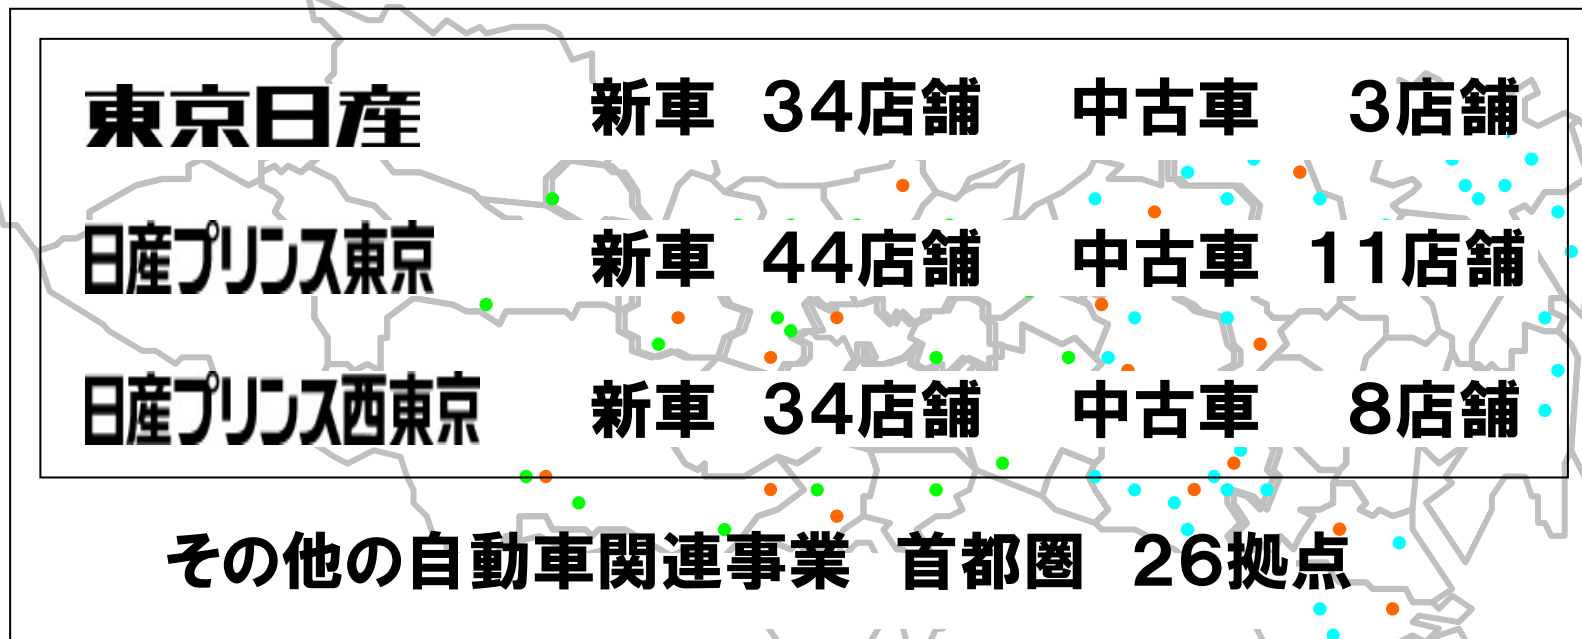 東京日産 新車 34店舗 中古車 3店舗
日産プリンス東京 新車 44店舗 中古車 11店舗
日産プリンス西東京 新車 34店舗 中古車 8店舗
その他の自動車関連事業 首都圏 26拠点